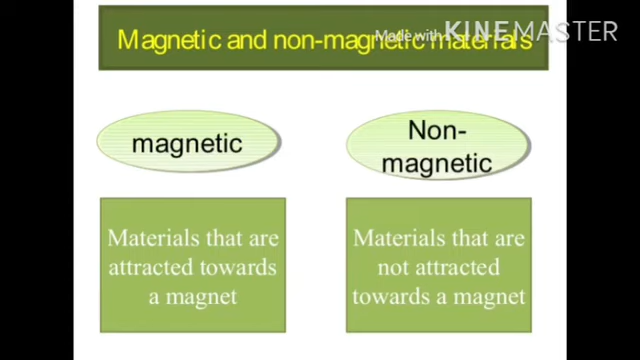 Magnetic and non-magnetic materials
Made with KINEMASTER
magnetic
Non-
magnetic
Materials that are
attracted towards
a magnet
Materials that are
not attracted
towards a magnet